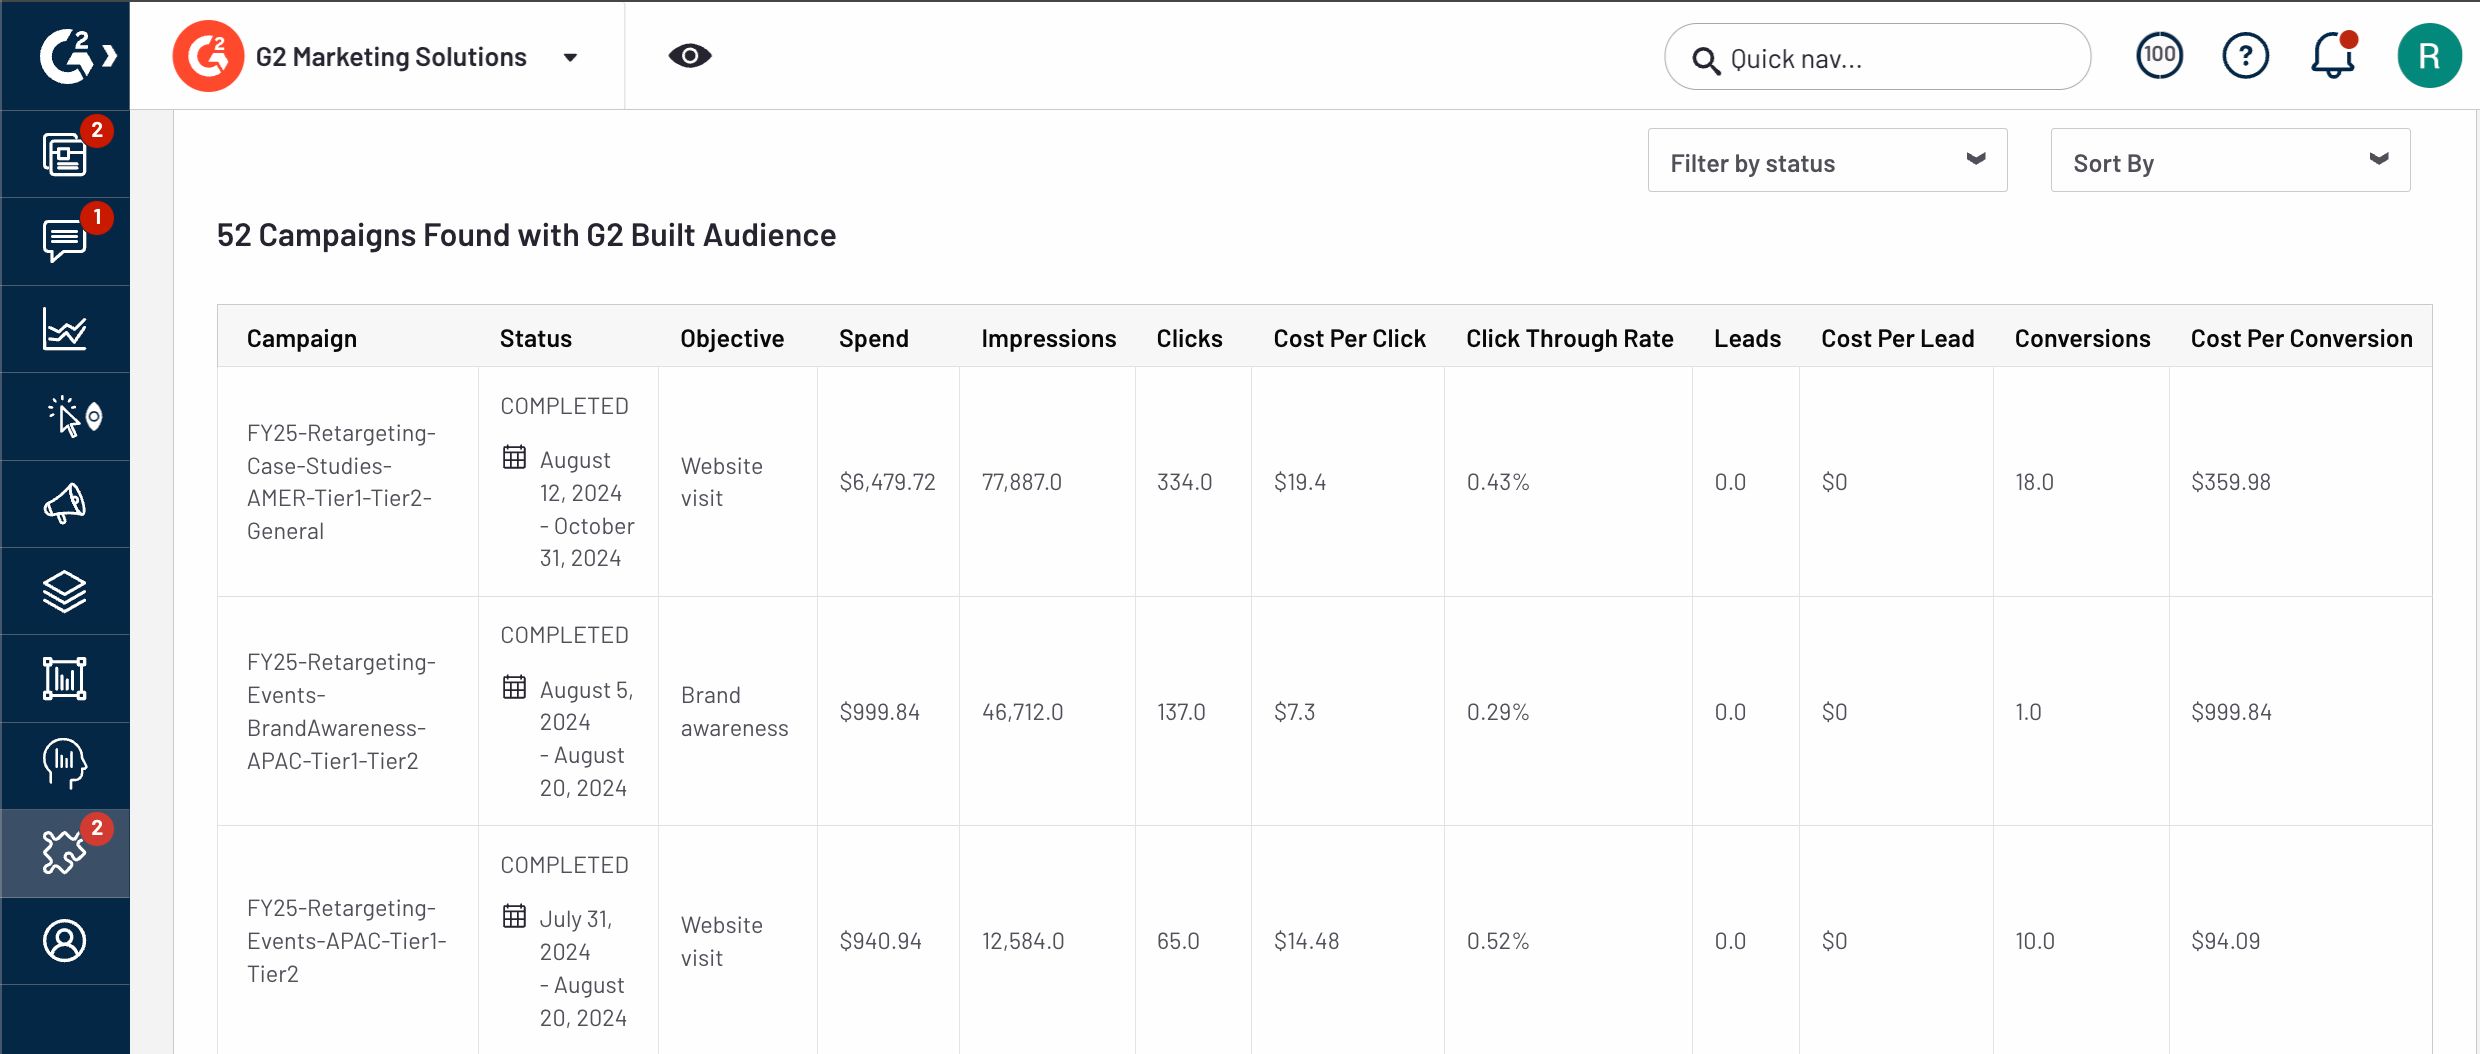 G2 Marketing Solutions
Quick nav...
100
?
R
2
1
2
Filter by status
Sort By
52 Campaigns Found with G2 Built Audience
Campaign Status Objective Spend Impressions Clicks Cost Per Click Click Through Rate Leads Cost Per Lead Conversions Cost Per Conversion
FY25-Retargeting-
Case-Studies-
AMER-Tier1-Tier2-
General
COMPLETED
August
12, 2024
- October
31, 2024
Website
visit
$6,479.72
77,887.0
334.0
$19.4
0.43%
0.0
$0
18.0
$359.98
FY25-Retargeting-
Events-
BrandAwareness-
APAC-Tier1-Tier2
COMPLETED
August 5,
2024
- August
20, 2024
Brand
awareness
$999.84
46,712.0
137.0
$7.3
0.29%
0.0
$0
1.0
$999.84
FY25-Retargeting-
Events-APAC-Tier1-
Tier2
COMPLETED
July 31,
2024
- August
20, 2024
Website
visit
$940.94
12,584.0
65.0
$14.48
0.52%
0.0
$0
10.0
$94.09